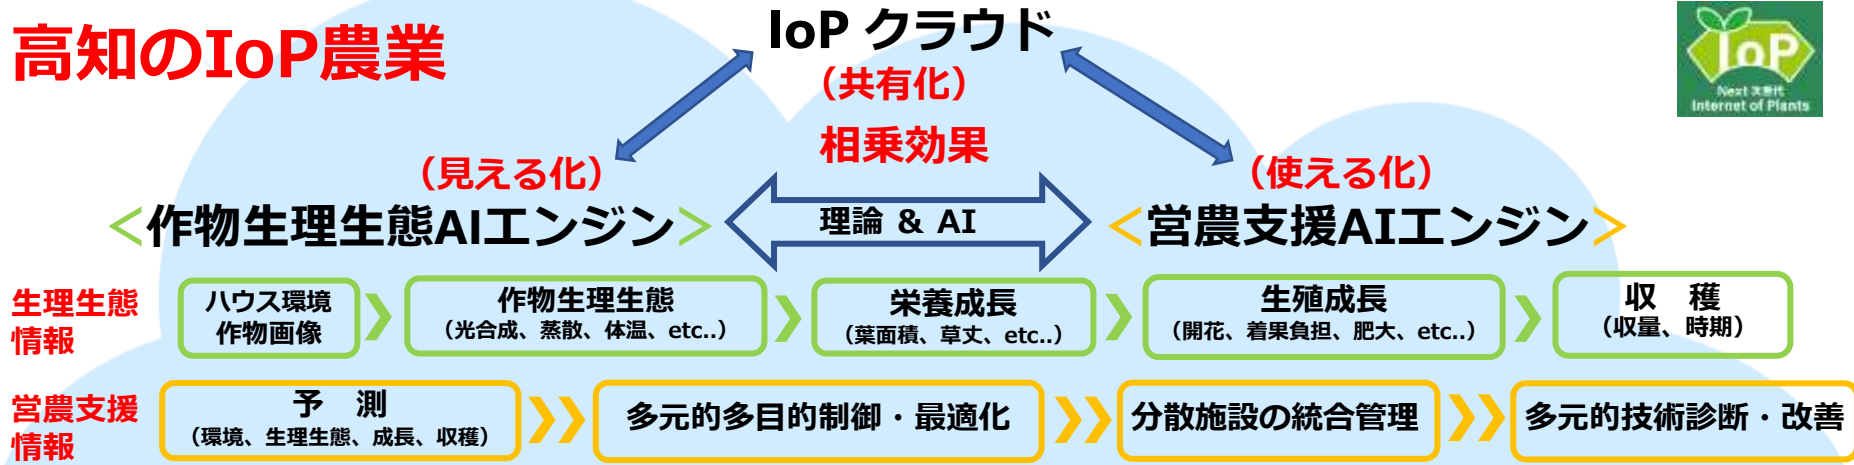 高知のIoP農業
IoP クラウド
（共有化）
相乗効果
IoP
Next 次世代
Internet of Plants
（見える化）
（使える化）
＜作物生理生態AIエンジン＞
理論 & AI
＜営農支援AIエンジン＞
生理生態
情報
ハウス環境
作物画像
作物生理生態
（光合成、蒸散、体温、etc..）
栄養成長
（葉面積、草丈、etc..）
生殖成長
（開花、着果負担、肥大、etc..）
収　穫
（収量、時期）
営農支援
情報
予　測
（環境、生理生態、成長、収穫）
多元的多目的制御・最適化
分散施設の統合管理
多元的技術診断・改善